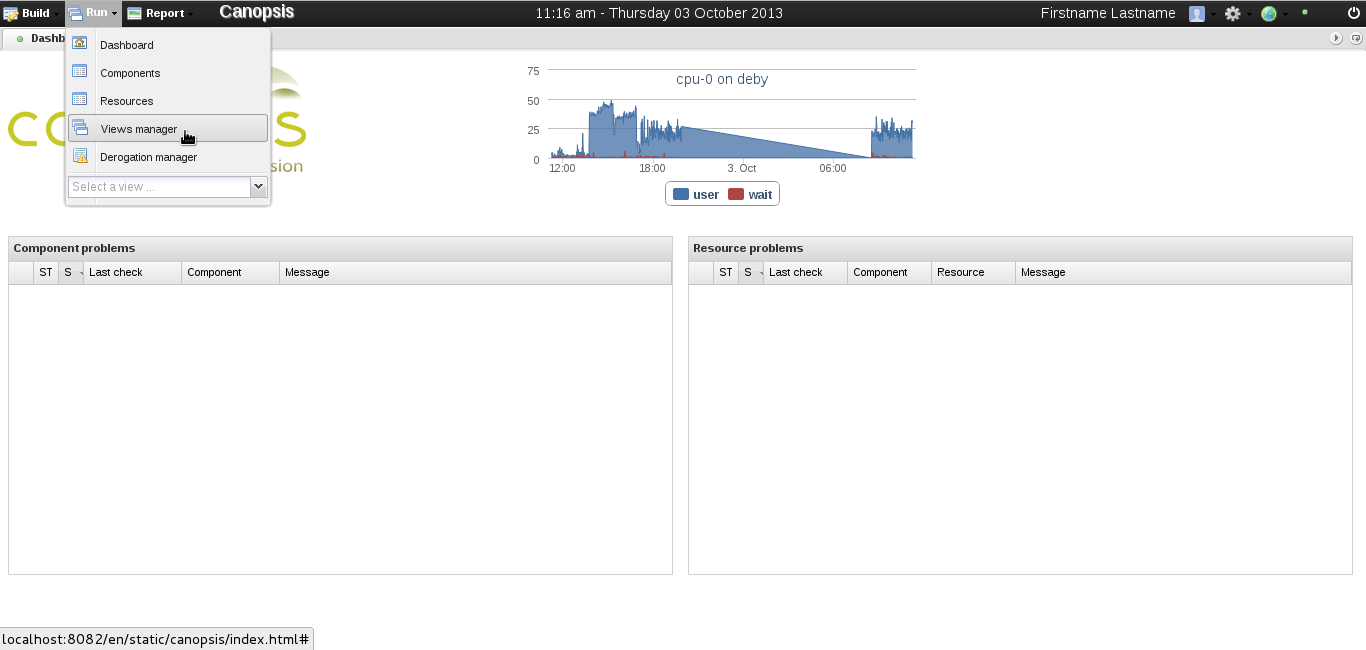 Build Run Report Canopsis 11:16 am - Thursday 03 October 2013 Firstname Lastname
Dashb
Dashboard
Components
Resources
Views manager
Derogation manager
Select a view ...
sion
cpu-0 on deby
75
50
25
0
12:00 18:00 3. Oct 06:00
user wait
Component problems
ST S Last check Component Message
Resource problems
ST S Last check Component Resource Message
localhost:8082/en/static/canopsis/index.html#